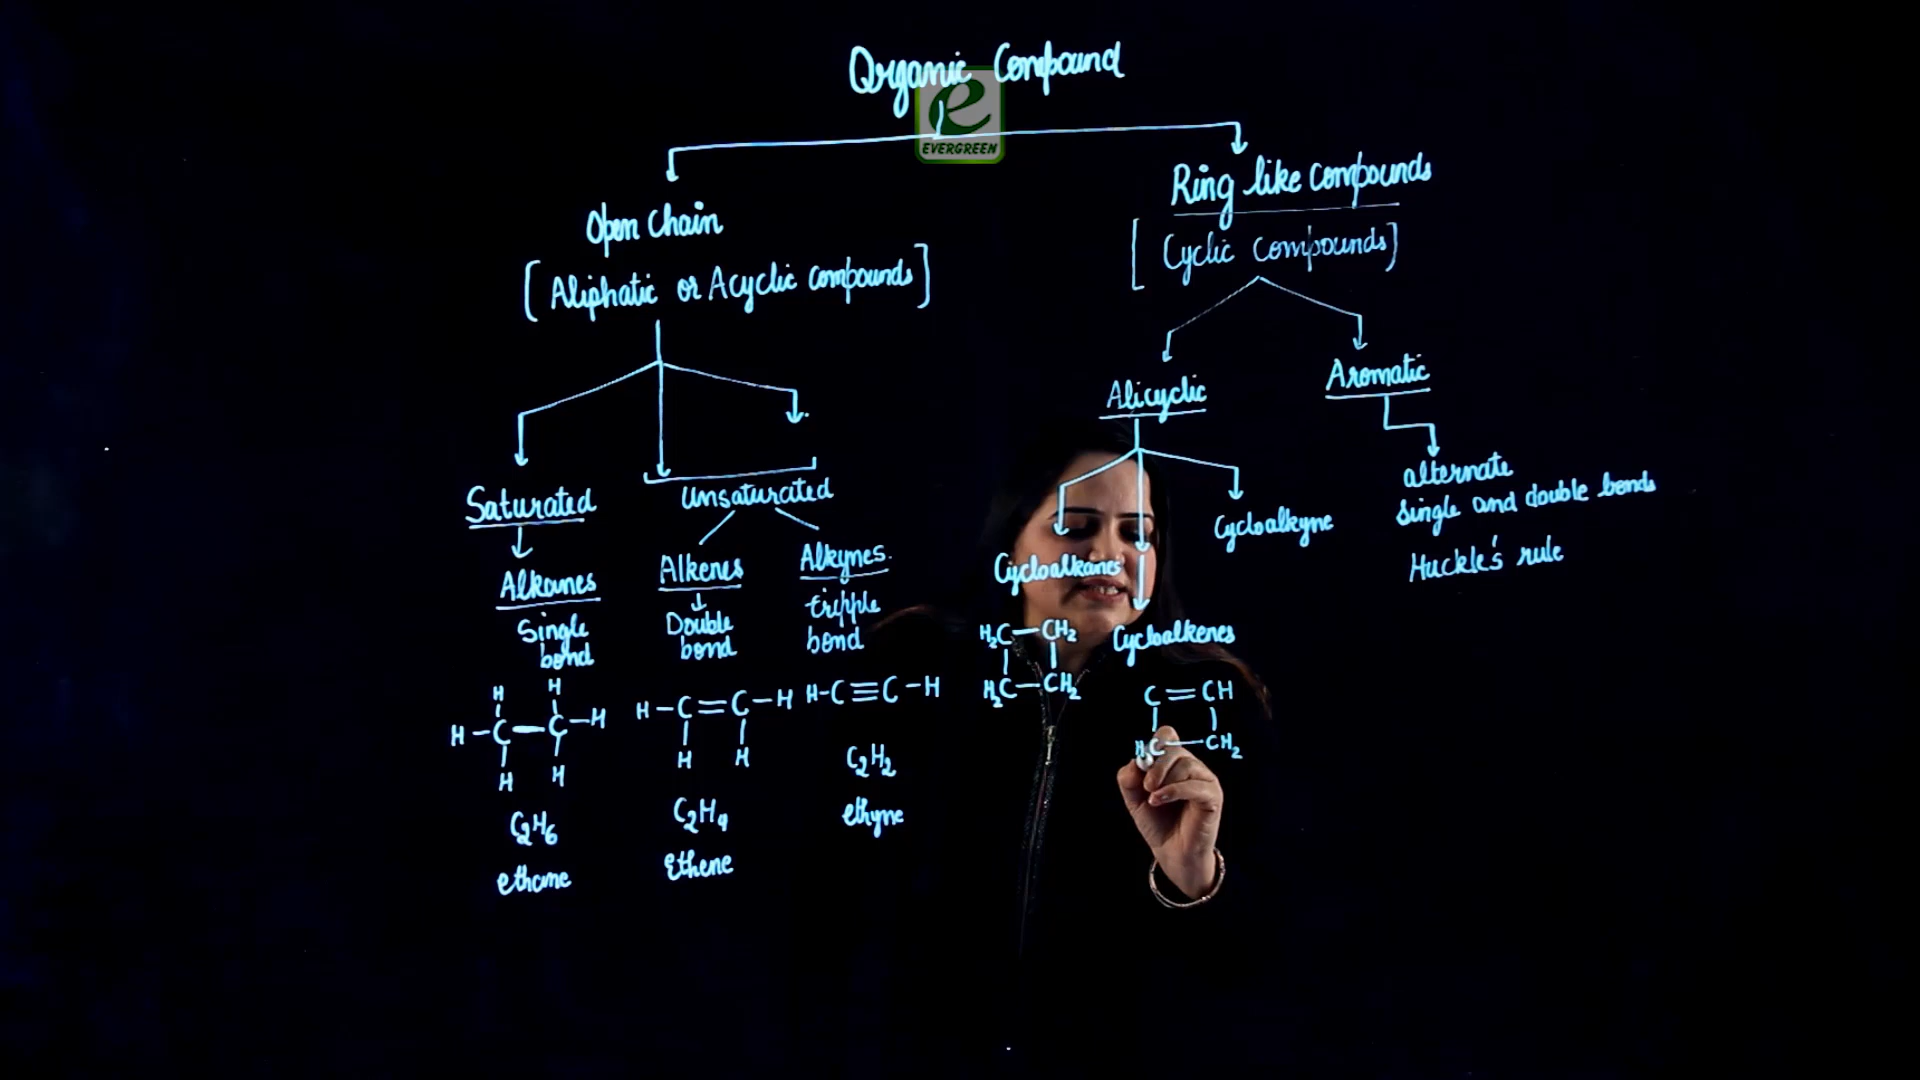 Organic Compound
EVERGREEN
Open Chain
[Aliphatic or Acyclic compounds]
Ring like compounds
[Cyclic compounds]
Saturated
Unsaturated
Alkanes
Single
bond
Alkenes
Double
bond
Alkynes.
tripple
bond
H H
H-C-C-H
H H
C2H6
ethane
H-C=C-H
H H
C2H4
Ethene
H-C≡C-H
C2H2
ethyne
Alicyclic
Aromatic
Cycloalkanes
H2C-CH2
H2C-CH2
Cycloalkenes
C=CH
H2C-CH2
Cycloalkyne
alternate
Single and double bonds
Huckle's rule